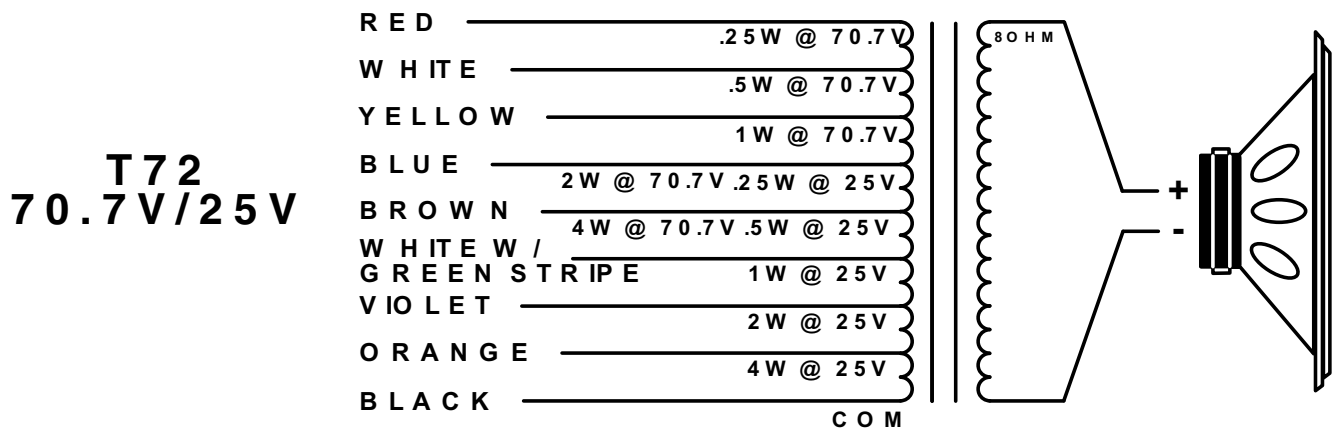 T72
70.7V/25V
RED
.25W @ 70.7V
8OHM
WHITE
.5W @ 70.7V
YELLOW
1W @ 70.7V
BLUE
2W @ 70.7V .25W @ 25V
BROWN
4W @ 70.7V .5W @ 25V
WHITE W/
GREEN STRIPE
1W @ 25V
VIOLET
2W @ 25V
ORANGE
4W @ 25V
BLACK
COM
+
-